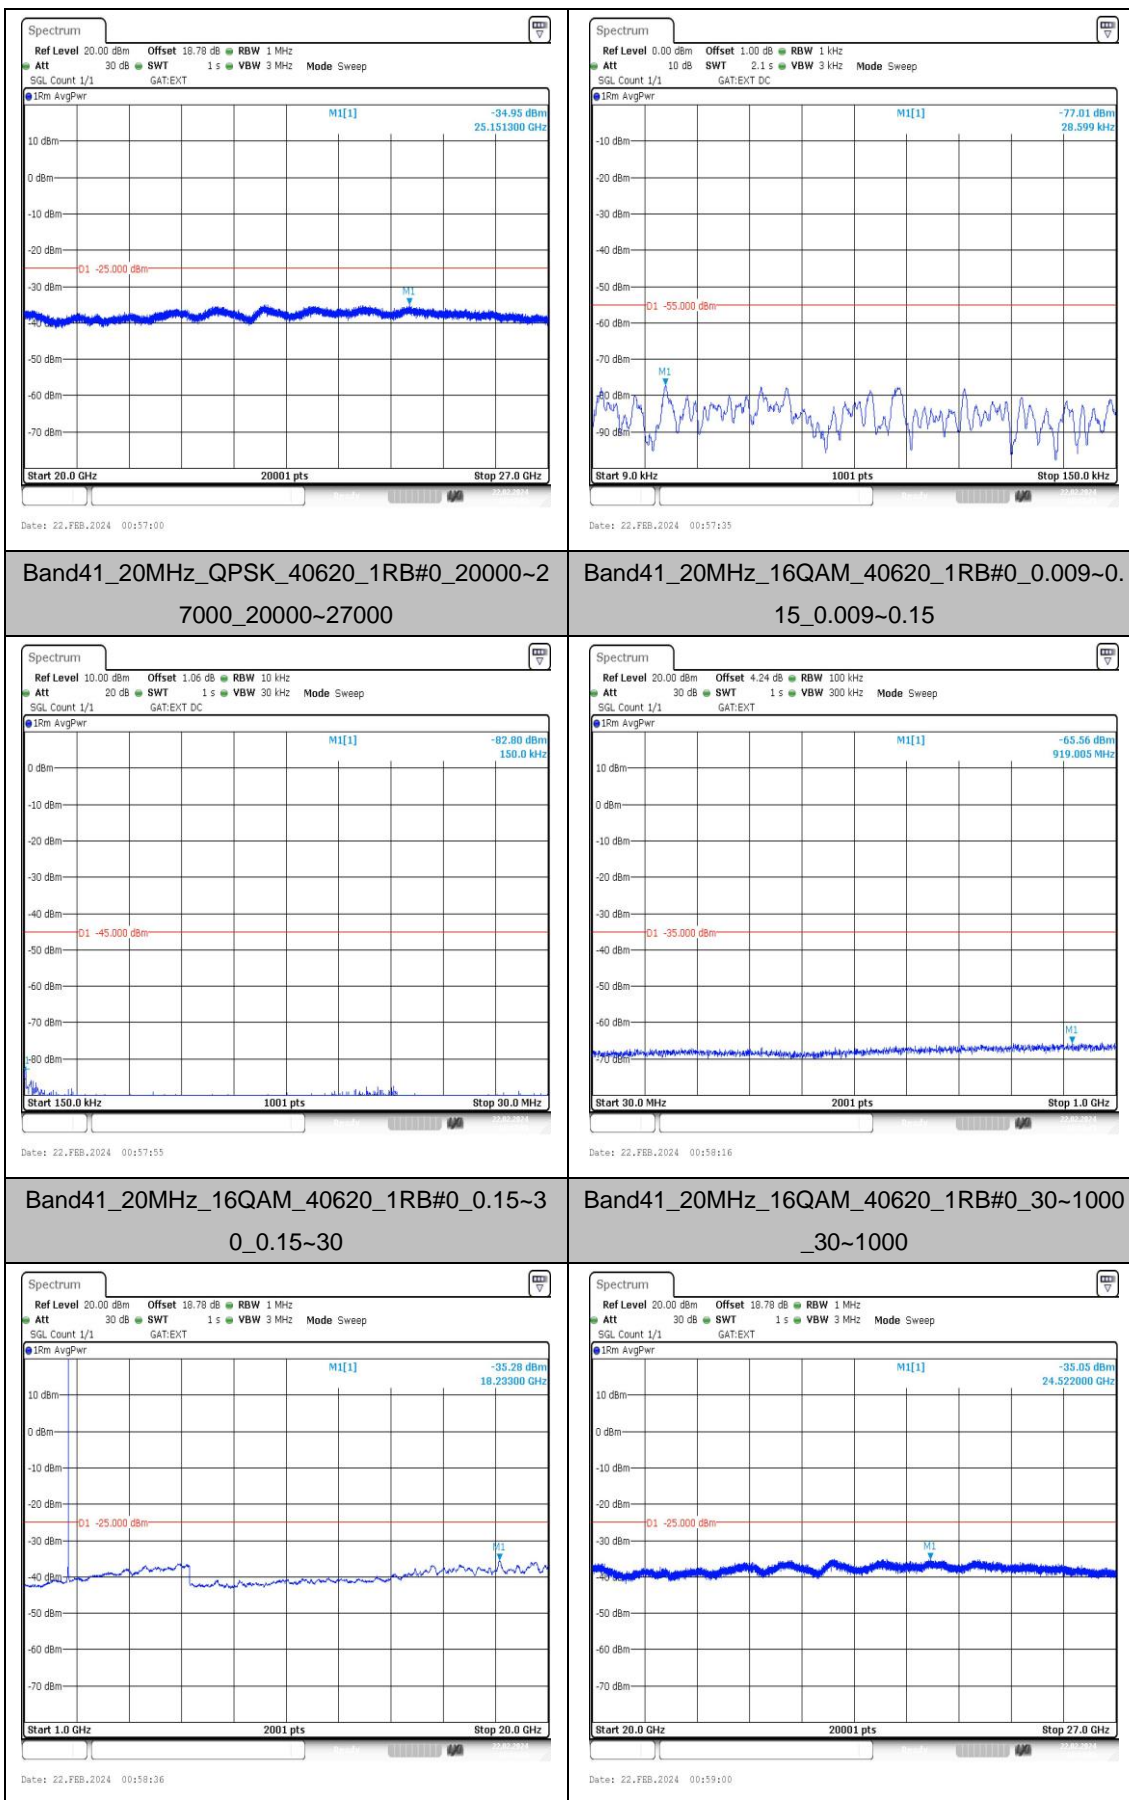 Spectrum
Ref Level 20.00 dBm Offset 18.78 dB RBW 1 MHz
Att 30 dB SWT 1 s VBW 3 MHz Mode Sweep
SGL Count 1/1 GAT:EXT
1Rm AvgPwr
M1[1] -34.95 dBm
25.151300 GHz
10 dBm
0 dBm
-10 dBm
-20 dBm
D1 -25.000 dBm
-30 dBm
M1
-40 dBm
-50 dBm
-60 dBm
-70 dBm
Start 20.0 GHz 20001 pts Stop 27.0 GHz
Date: 22.FEB.2024 00:57:00
Spectrum
Ref Level 0.00 dBm Offset 1.00 dB RBW 1 kHz
Att 10 dB SWT 2.1 s VBW 3 kHz Mode Sweep
SGL Count 1/1 GAT:EXT DC
1Rm AvgPwr
M1[1] -77.01 dBm
28.599 kHz
-10 dBm
-20 dBm
-30 dBm
-40 dBm
-50 dBm
D1 -55.000 dBm
-60 dBm
-70 dBm
M1
-80 dBm
-90 dBm
Start 9.0 kHz 1001 pts Stop 150.0 kHz
Date: 22.FEB.2024 00:57:35
Band41_20MHz_QPSK_40620_1RB#0_20000~2
7000_20000~27000
Band41_20MHz_16QAM_40620_1RB#0_0.009~0.
15_0.009~0.15
Spectrum
Ref Level 10.00 dBm Offset 1.06 dB RBW 10 kHz
Att 20 dB SWT 1 s VBW 30 kHz Mode Sweep
SGL Count 1/1 GAT:EXT DC
1Rm AvgPwr
M1[1] -82.80 dBm
150.0 kHz
0 dBm
-10 dBm
-20 dBm
-30 dBm
-40 dBm
D1 -45.000 dBm
-50 dBm
-60 dBm
-70 dBm
-80 dBm
Start 150.0 kHz 1001 pts Stop 30.0 MHz
Date: 22.FEB.2024 00:57:55
Spectrum
Ref Level 20.00 dBm Offset 4.24 dB RBW 100 kHz
Att 30 dB SWT 1 s VBW 300 kHz Mode Sweep
SGL Count 1/1 GAT:EXT
1Rm AvgPwr
M1[1] -65.56 dBm
919.005 MHz
10 dBm
0 dBm
-10 dBm
-20 dBm
-30 dBm
D1 -35.000 dBm
-40 dBm
-50 dBm
-60 dBm
M1
-70 dBm
Start 30.0 MHz 2001 pts Stop 1.0 GHz
Date: 22.FEB.2024 00:58:16
Band41_20MHz_16QAM_40620_1RB#0_0.15~3
0_0.15~30
Band41_20MHz_16QAM_40620_1RB#0_30~1000
_30~1000
Spectrum
Ref Level 20.00 dBm Offset 18.78 dB RBW 1 MHz
Att 30 dB SWT 1 s VBW 3 MHz Mode Sweep
SGL Count 1/1 GAT:EXT
1Rm AvgPwr
M1[1] -35.28 dBm
18.23300 GHz
10 dBm
0 dBm
-10 dBm
-20 dBm
D1 -25.000 dBm
-30 dBm
M1
-40 dBm
-50 dBm
-60 dBm
-70 dBm
Start 1.0 GHz 2001 pts Stop 20.0 GHz
Date: 22.FEB.2024 00:58:36
Spectrum
Ref Level 20.00 dBm Offset 18.78 dB RBW 1 MHz
Att 30 dB SWT 1 s VBW 3 MHz Mode Sweep
SGL Count 1/1 GAT:EXT
1Rm AvgPwr
M1[1] -35.05 dBm
24.522000 GHz
10 dBm
0 dBm
-10 dBm
-20 dBm
D1 -25.000 dBm
-30 dBm
M1
-40 dBm
-50 dBm
-60 dBm
-70 dBm
Start 20.0 GHz 20001 pts Stop 27.0 GHz
Date: 22.FEB.2024 00:59:00